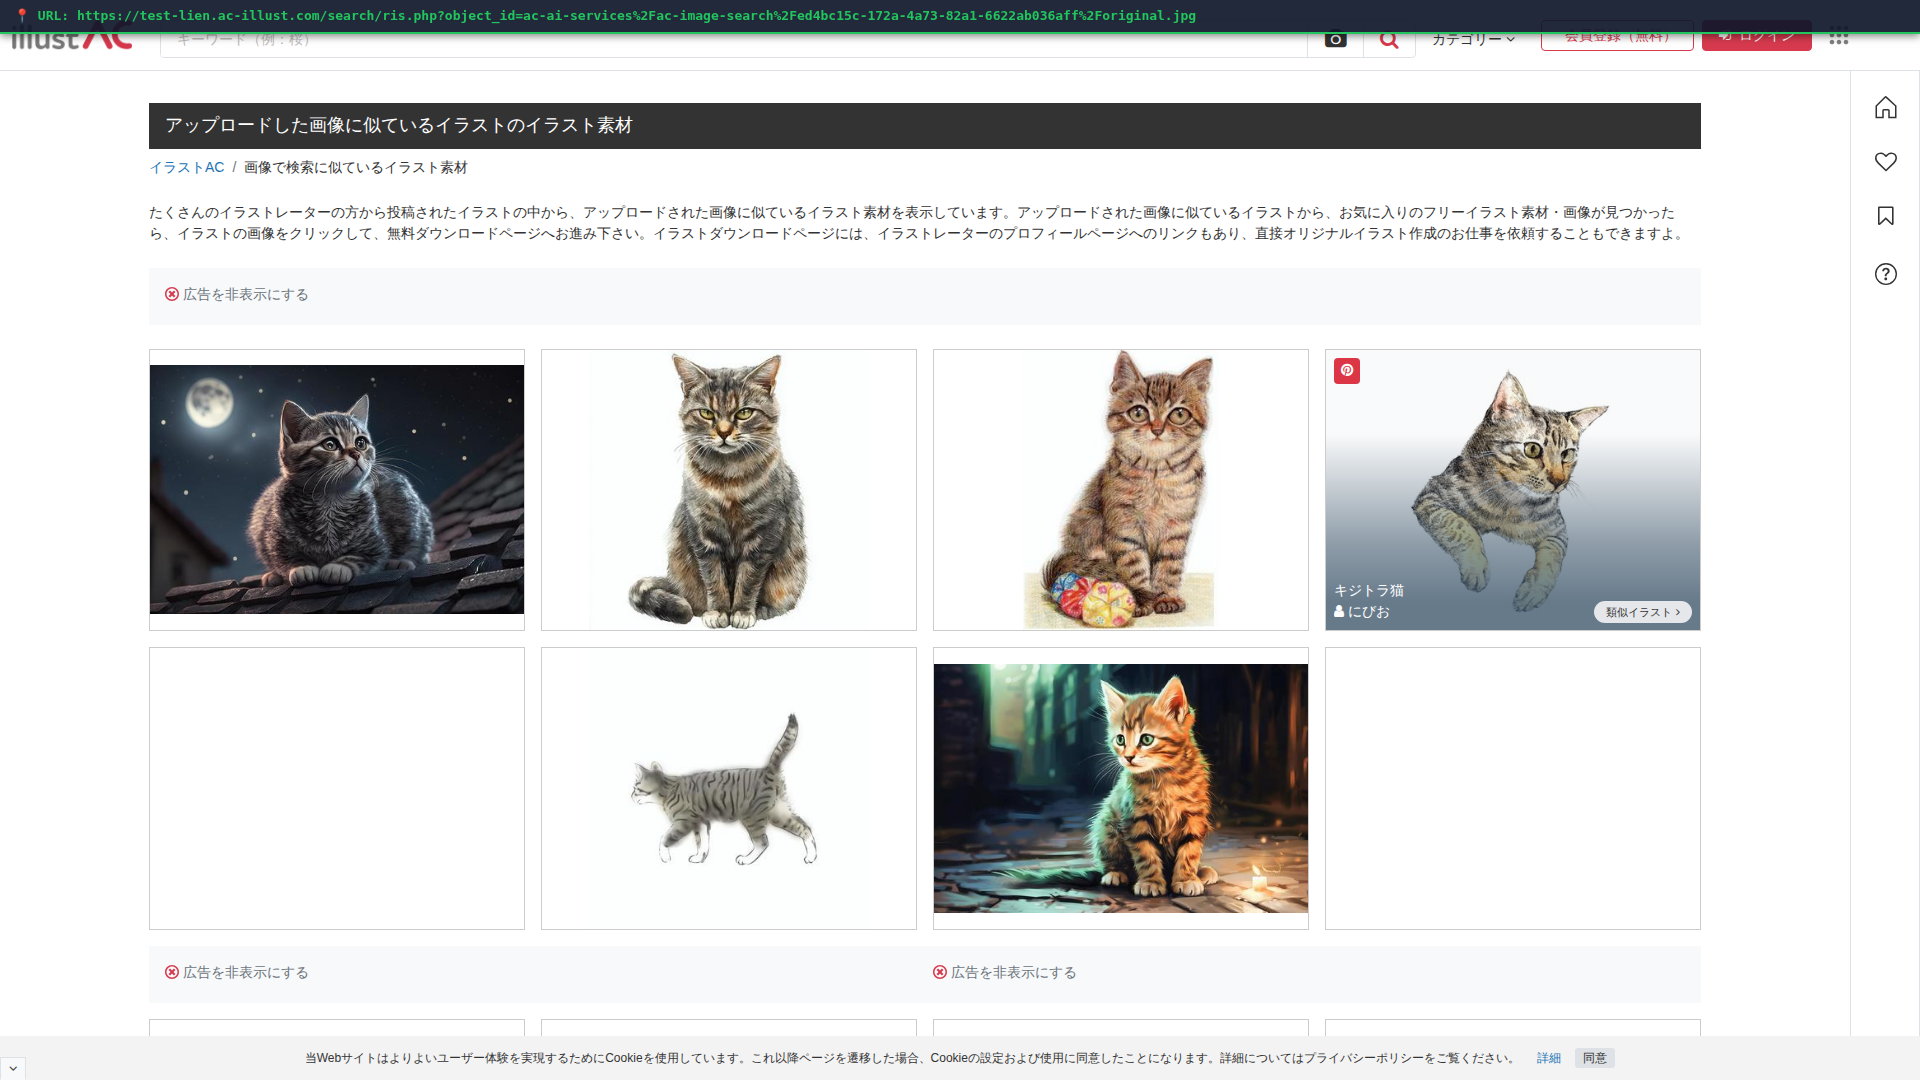 📍 URL: https://test-lien.ac-illust.com/search/ris.php?object_id=ac-ai-services%2Fac-image-search%2Fed4bc15c-172a-4a73-82a1-6622ab036aff%2Foriginal.jpg
illust AC
キーワード（例：桜）
カテゴリー
会員登録（無料）
ログイン
アップロードした画像に似ているイラストのイラスト素材
イラストAC / 画像で検索に似ているイラスト素材
たくさんのイラストレーターの方から投稿されたイラストの中から、アップロードされた画像に似ているイラスト素材を表示しています。アップロードされた画像に似ているイラストから、お気に入りのフリーイラスト素材・画像が見つかった
ら、イラストの画像をクリックして、無料ダウンロードページへお進み下さい。イラストダウンロードページには、イラストレーターのプロフィールページへのリンクもあり、直接オリジナルイラスト作成のお仕事を依頼することもできますよ。
広告を非表示にする
キジトラ猫
にびお
類似イラスト
広告を非表示にする
広告を非表示にする
当Webサイトはよりよいユーザー体験を実現するためにCookieを使用しています。これ以降ページを遷移した場合、Cookieの設定および使用に同意したことになります。詳細についてはプライバシーポリシーをご覧ください。
詳細
同意